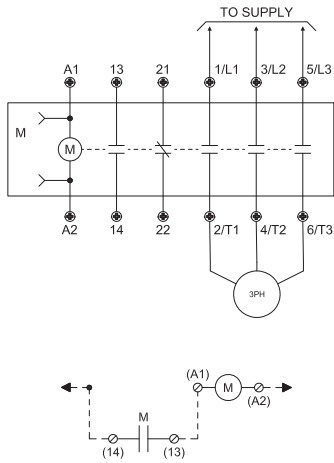 TO SUPPLY
A1 13 21 1/L1 3/L2 5/L3
M
M
A2 14 22 2/T1 4/T2 6/T3
3PH
(A1)
M
(A2)
M
(14) (13)